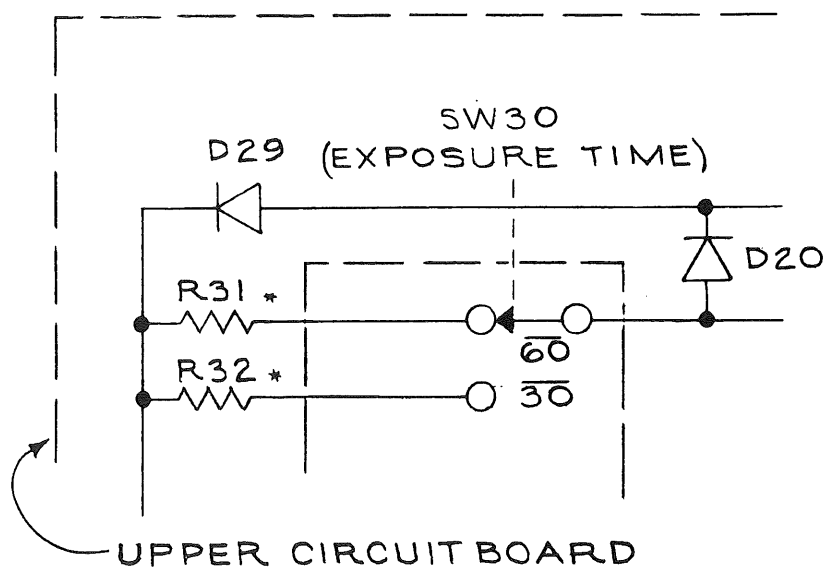 SW30
D29 (EXPOSURE TIME)
D20
R31 *
60
R32 *
30
UPPER CIRCUIT BOARD